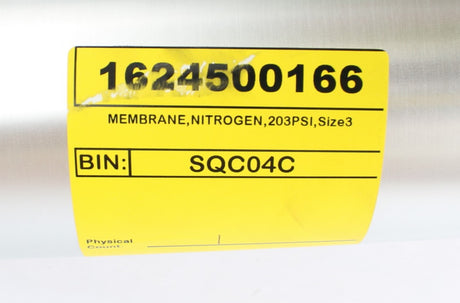 1624500166
MEMBRANE,NITROGEN,203PSI,Size3
BIN: SQC04C
Physical
Count